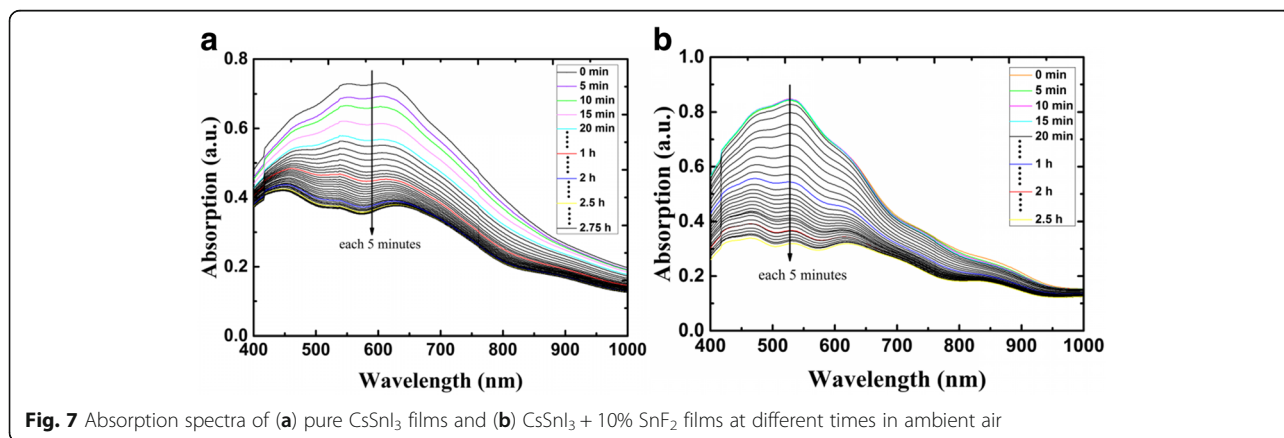 a
0.8
0.6
0.4
0.2
0.0
Absorption (a.u.)
0 min
5 min
10 min
15 min
20 min
1 h
2 h
2.5 h
2.75 h
each 5 minutes
400 500 600 700 800 900 1000
Wavelength (nm)
b
1.0
0.8
0.6
0.4
0.2
0.0
Absorption (a.u.)
0 min
5 min
10 min
15 min
20 min
1 h
2 h
2.5 h
each 5 minutes
400 500 600 700 800 900 1000
Wavelength (nm)
Fig. 7 Absorption spectra of (a) pure CsSnI₃ films and (b) CsSnI₃ + 10% SnF₂ films at different times in ambient air